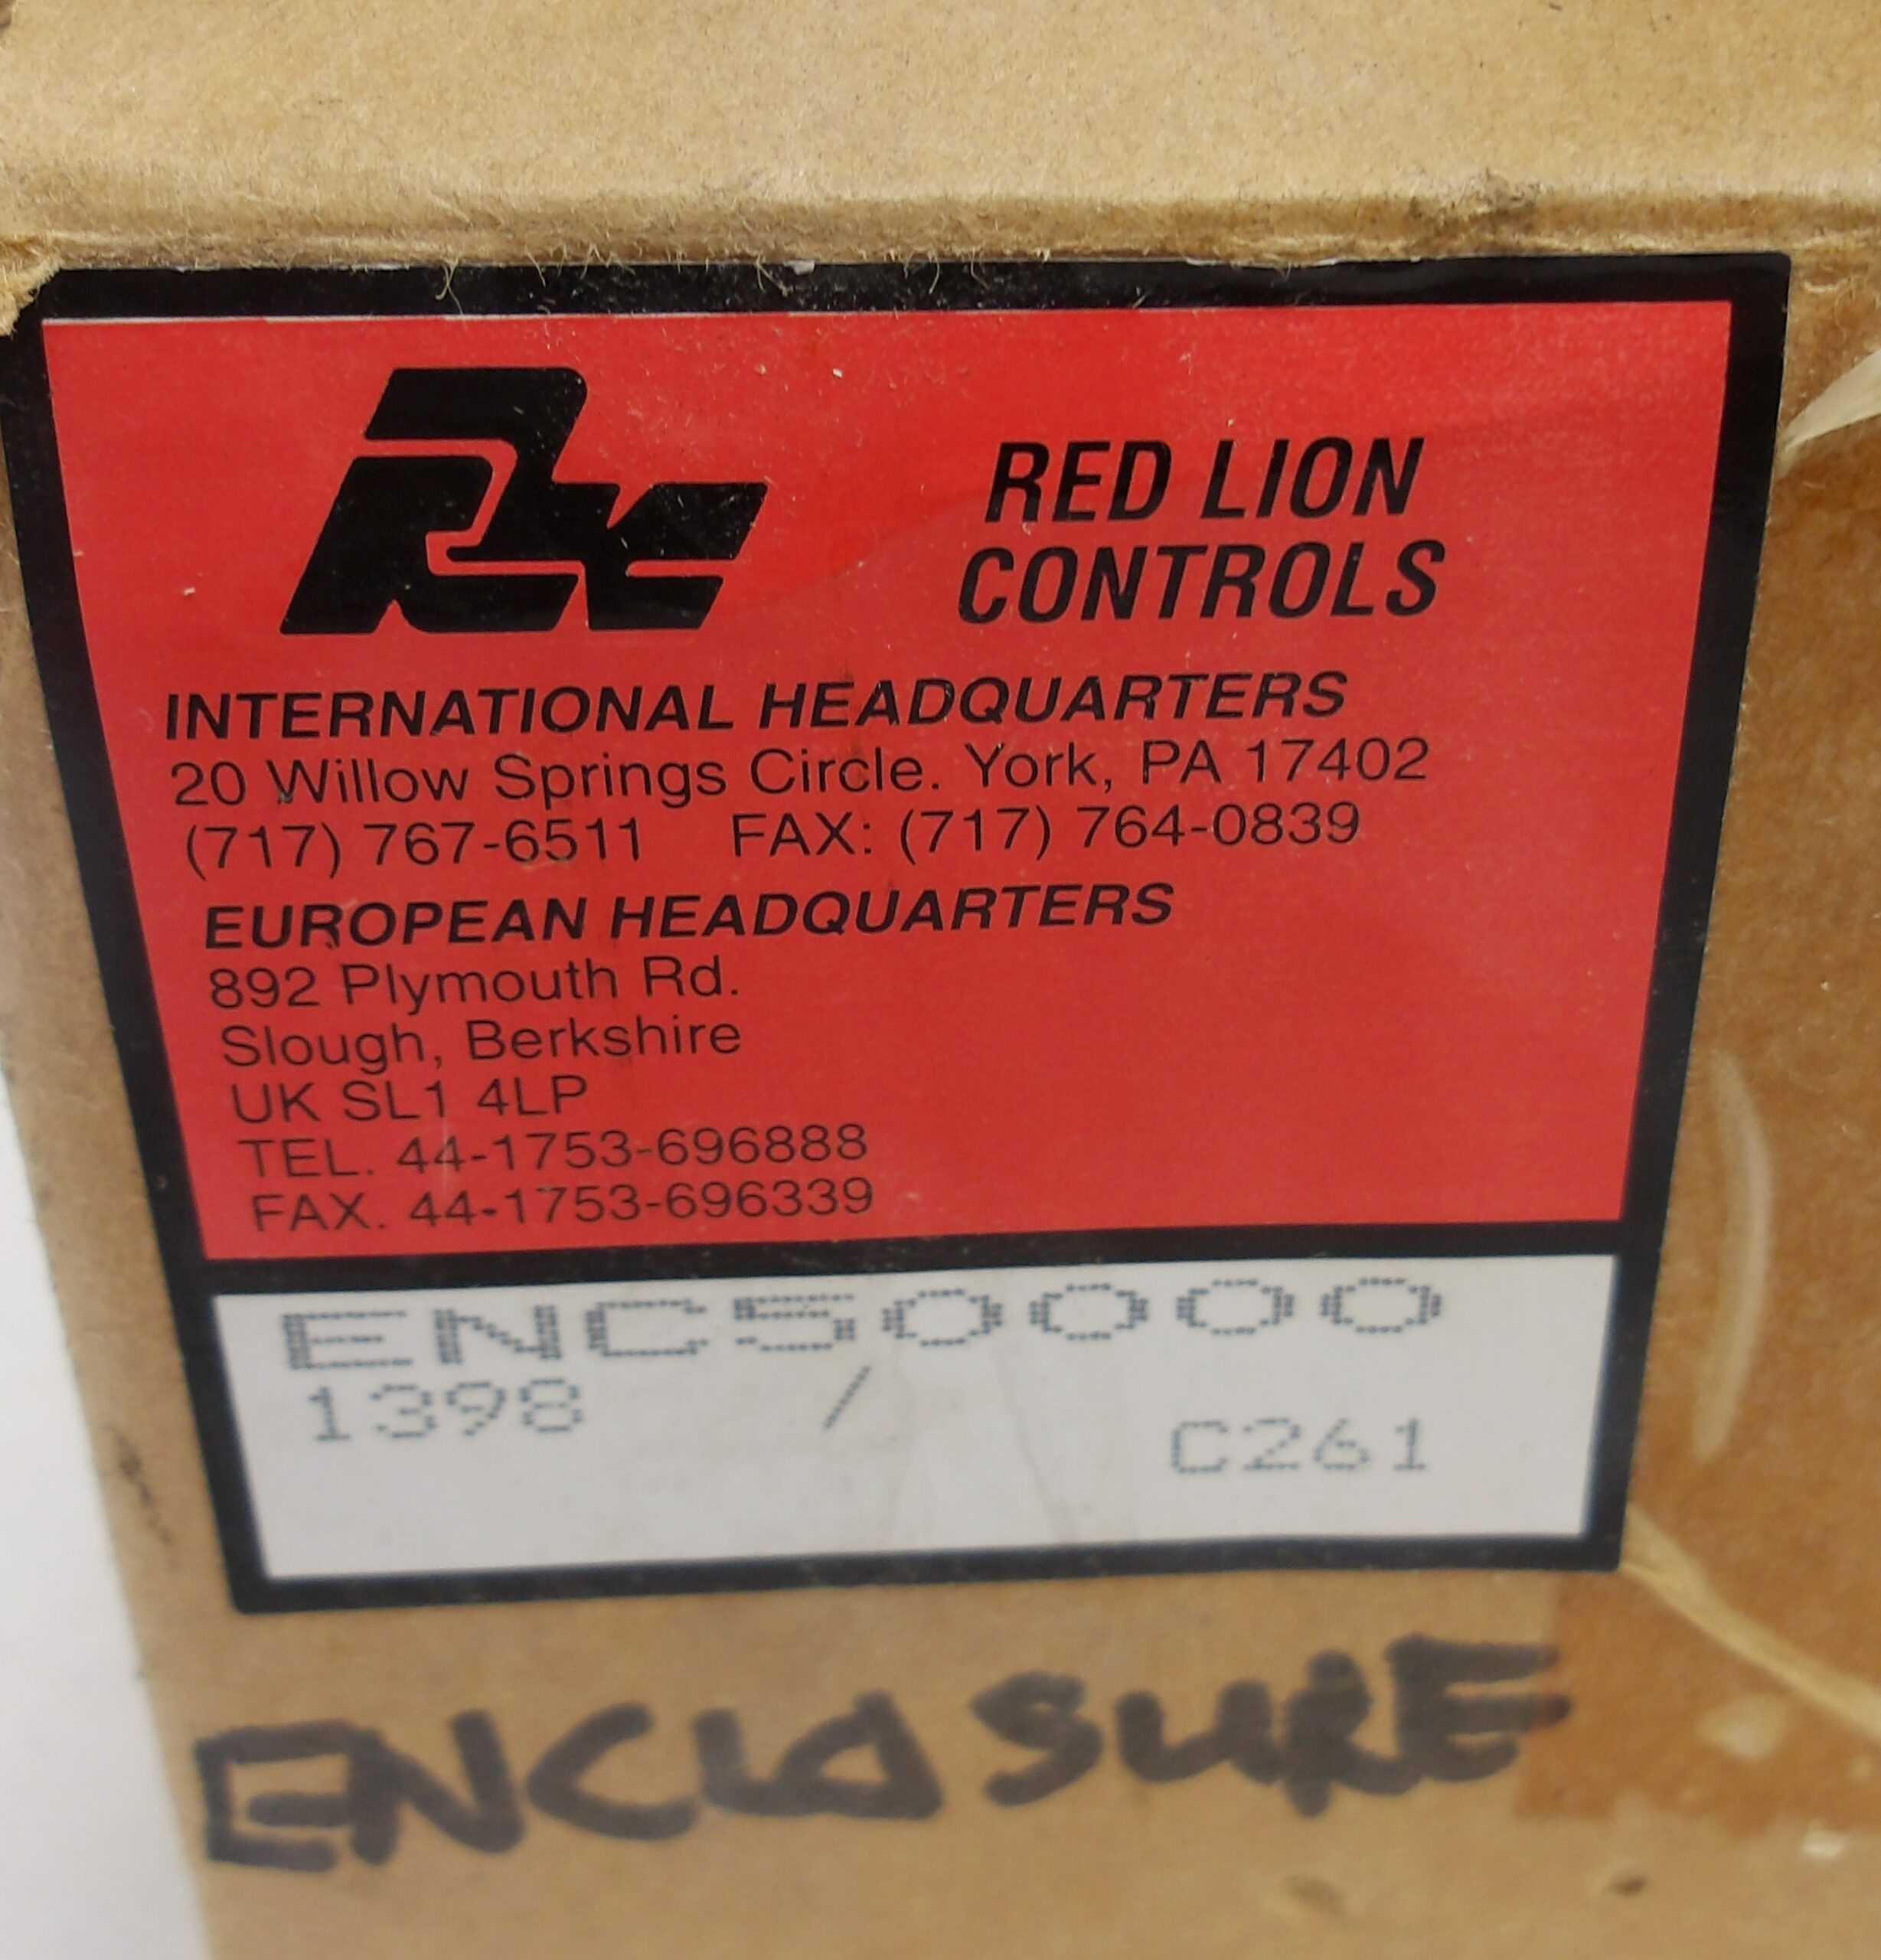 RLC
RED LION
CONTROLS
INTERNATIONAL HEADQUARTERS
20 Willow Springs Circle. York, PA 17402
(717) 767-6511 FAX: (717) 764-0839
EUROPEAN HEADQUARTERS
892 Plymouth Rd.
Slough, Berkshire
UK SL1 4LP
TEL. 44-1753-696888
FAX. 44-1753-696339
ENC50000
1398 /
C261
ENCLOSURE